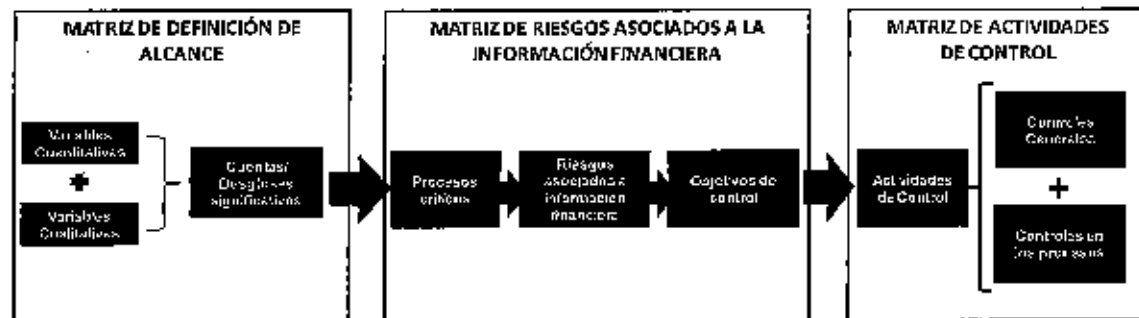 MATRIZ DE DEFINICIÓN DE
ALCANCE
Variables
Cuantitativas
+
Variables
Cualitativas
Cuentas/
Desgloses
significativos
MATRIZ DE RIESGOS ASOCIADOS A LA
INFORMACIÓN FINANCIERA
Procesos
críticos
Riesgos
asociados a
información
financiera
Objetivos de
control
MATRIZ DE ACTIVIDADES
DE CONTROL
Actividades
de Control
Controles
Generales
+
Controles en
los procesos